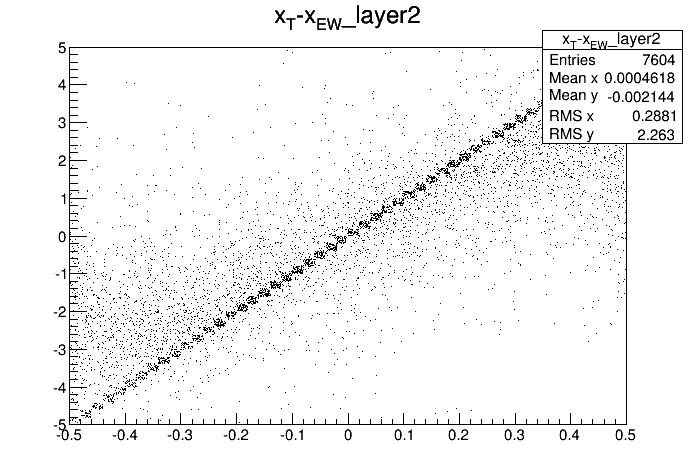 x_T-x_EW_layer2
x_T-x_EW_layer2
Entries 7604
Mean x 0.0004618
Mean y -0.002144
RMS x 0.2881
RMS y 2.263
5
4
3
2
1
0
-1
-2
-3
-4
-5
-0.5 -0.4 -0.3 -0.2 -0.1 0 0.1 0.2 0.3 0.4 0.5